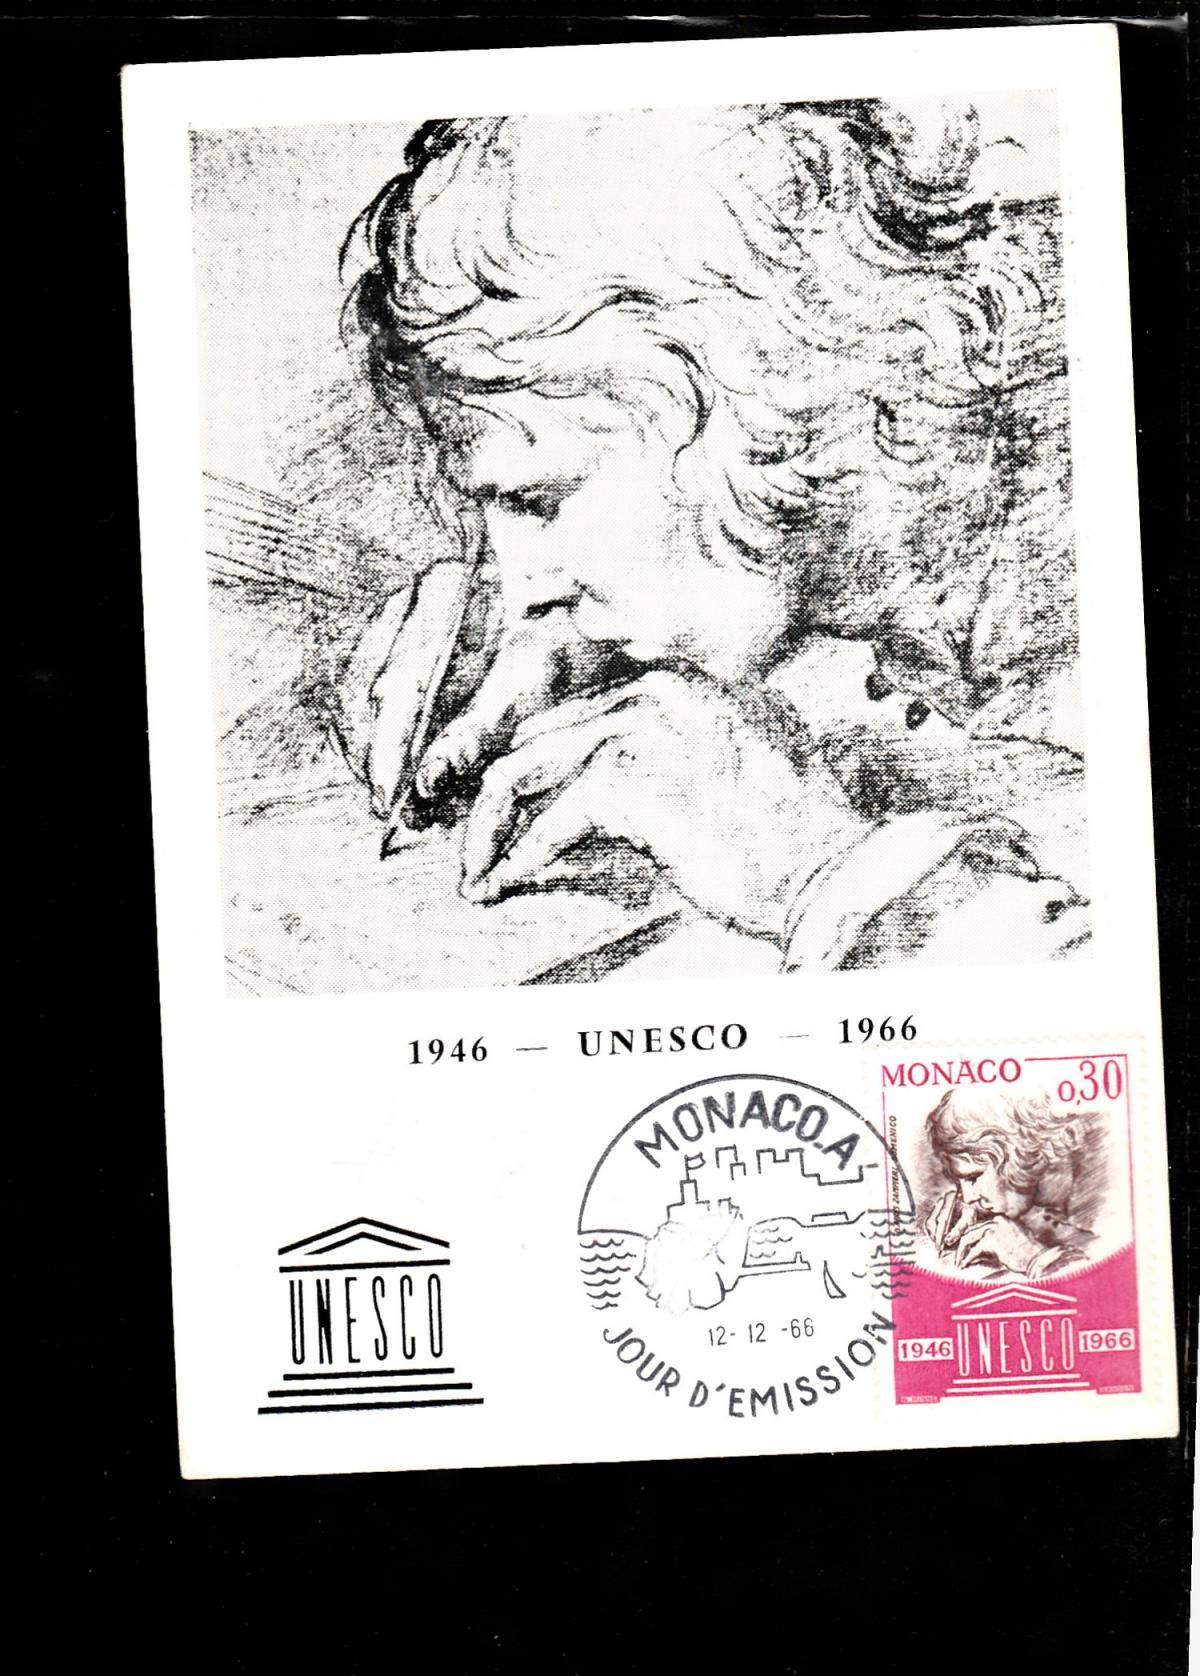 1946 — UNESCO — 1966
MONACO
0,30
MONACO.A
12-12-66
JOUR D'EMISSION
UNESCO
1946 UNESCO 1966